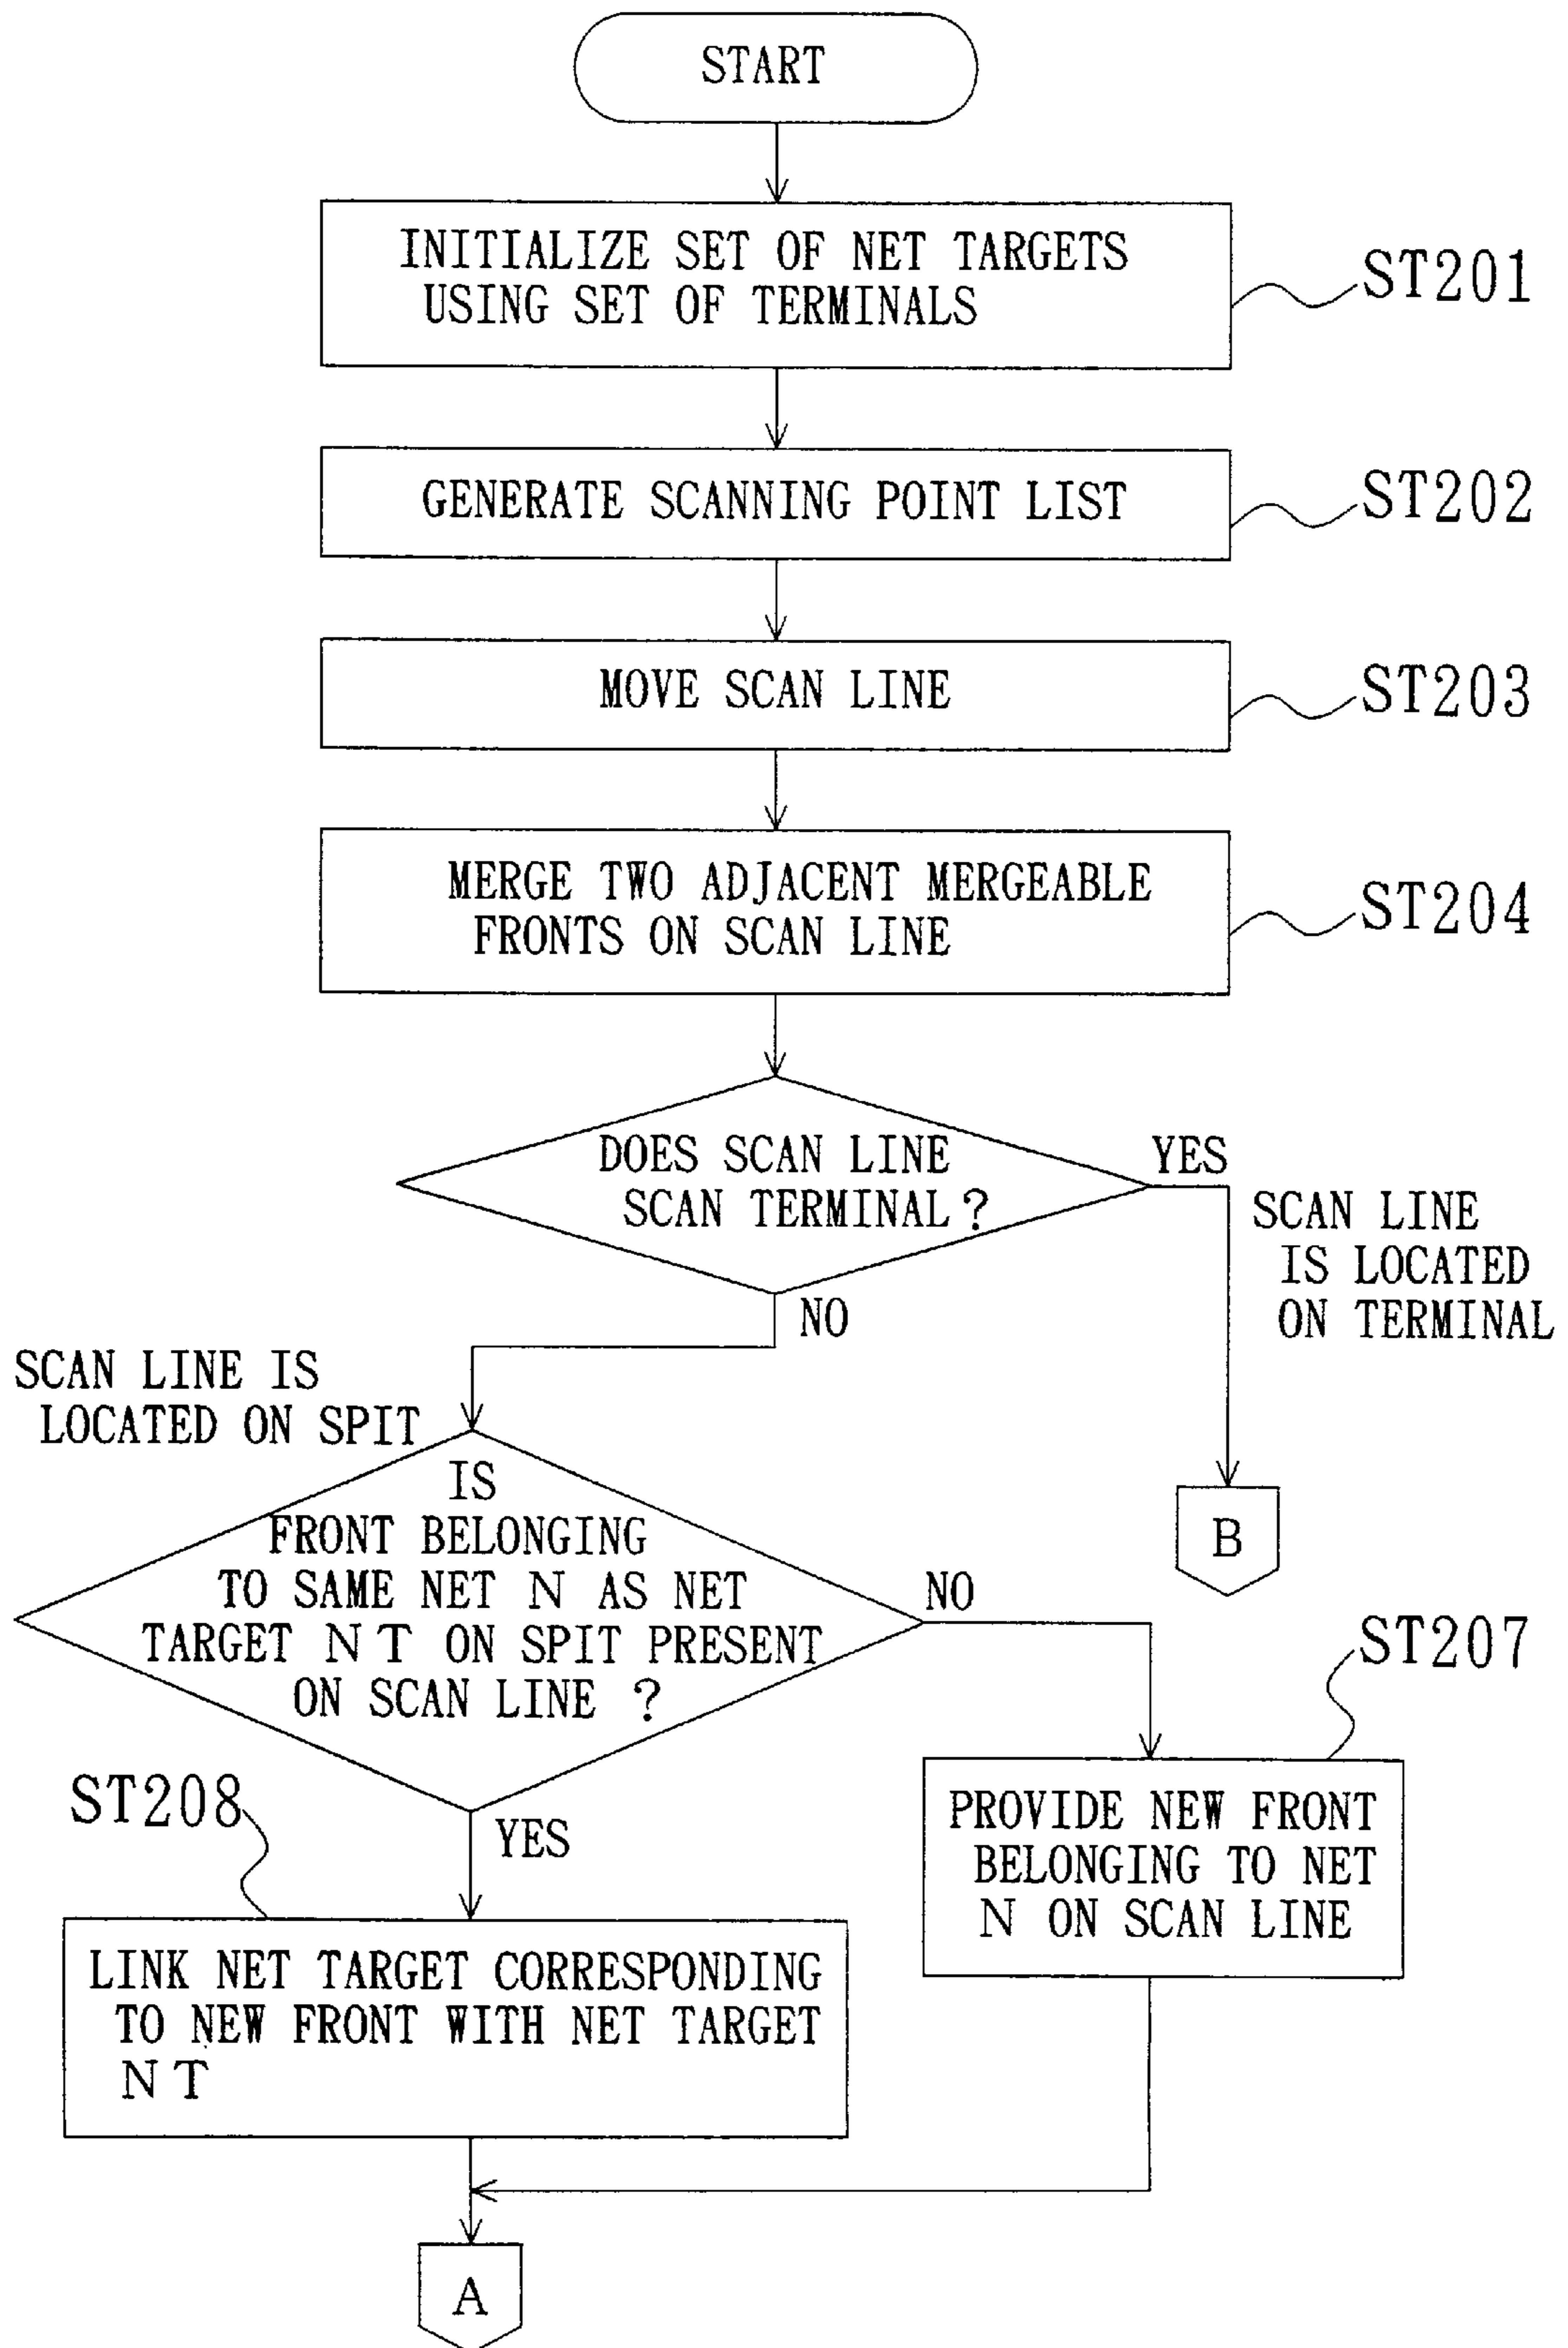 START
INITIALIZE SET OF NET TARGETS
USING SET OF TERMINALS
ST201
GENERATE SCANNING POINT LIST
ST202
MOVE SCAN LINE
ST203
MERGE TWO ADJACENT MERGEABLE
FRONTS ON SCAN LINE
ST204
DOES SCAN LINE
SCAN TERMINAL?
YES
SCAN LINE
IS LOCATED
ON TERMINAL
NO
SCAN LINE IS
LOCATED ON SPIT
IS
FRONT BELONGING
TO SAME NET N AS NET
TARGET NT ON SPIT PRESENT
ON SCAN LINE ?
NO
B
ST207
PROVIDE NEW FRONT
BELONGING TO NET
N ON SCAN LINE
ST208
YES
LINK NET TARGET CORRESPONDING
TO NEW FRONT WITH NET TARGET
NT
A